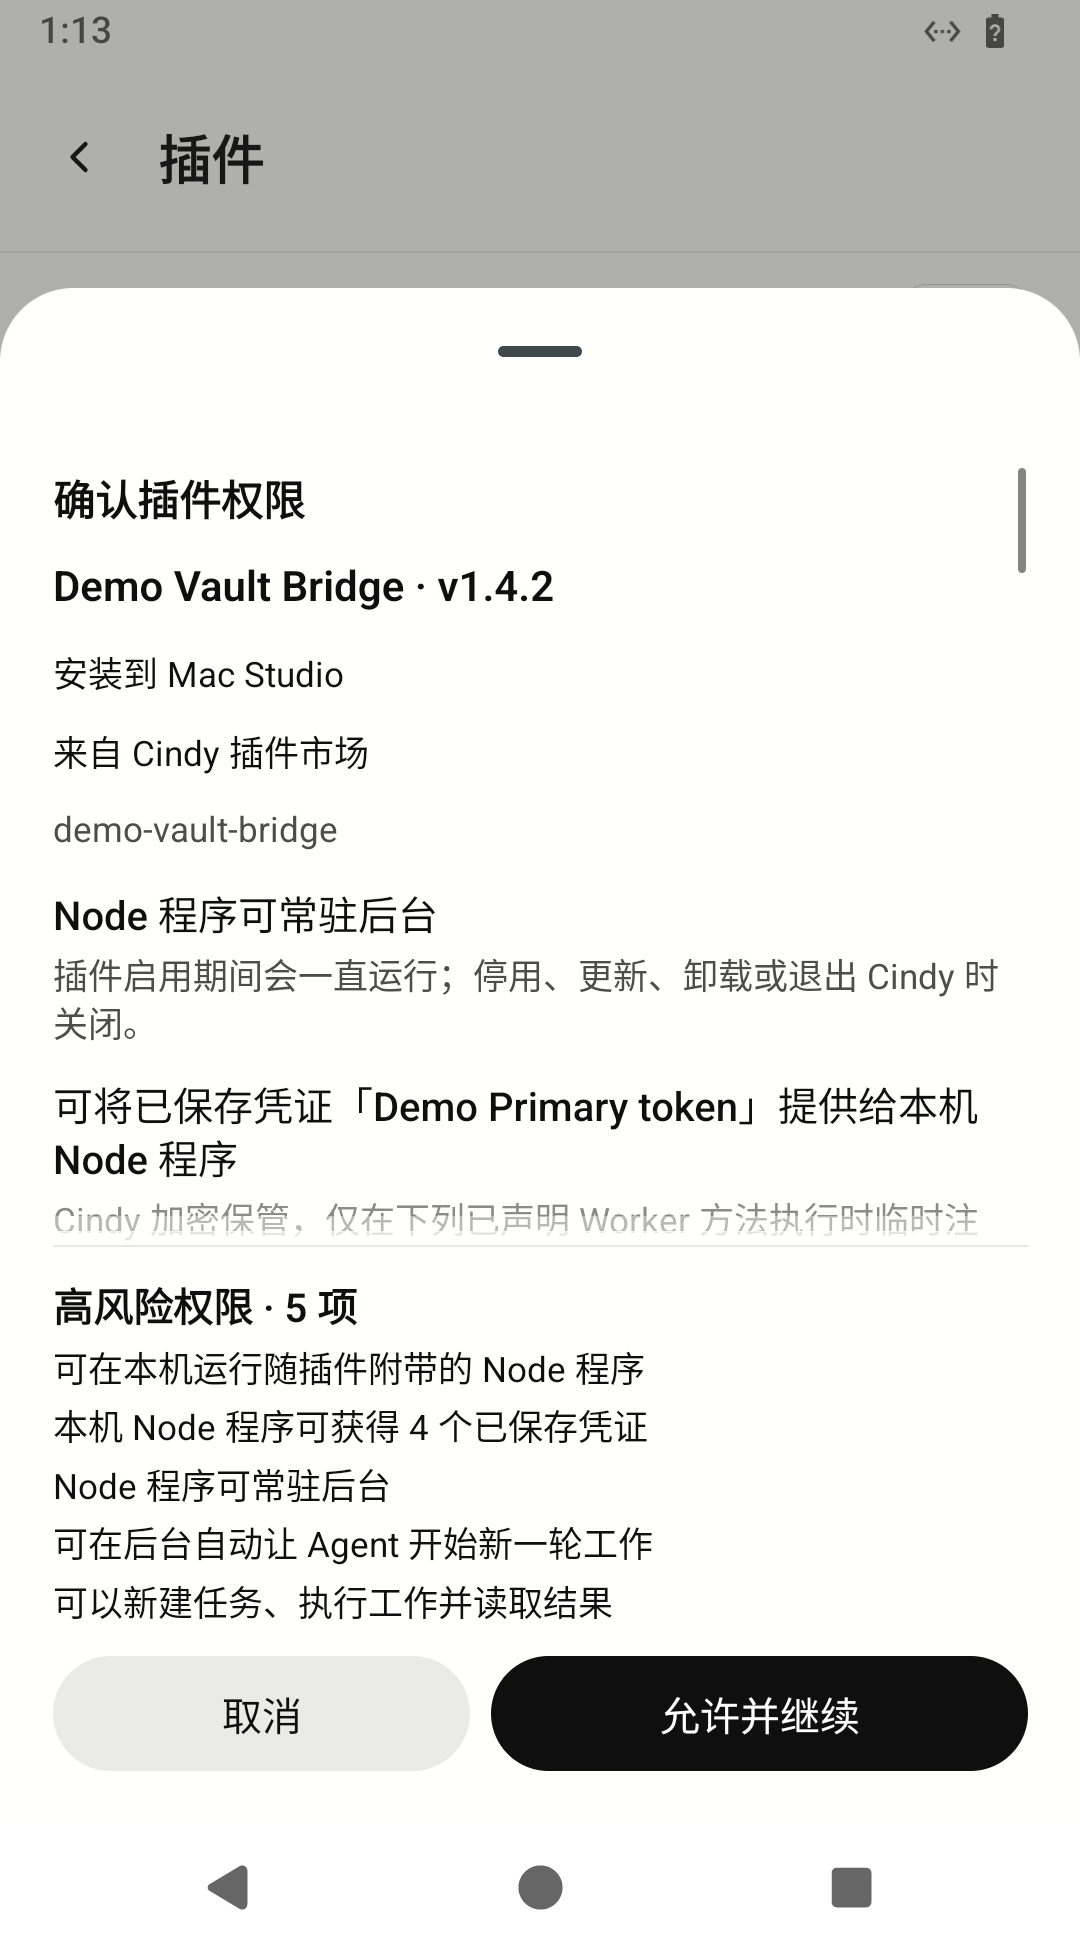 1:13
插件
确认插件权限
Demo Vault Bridge · v1.4.2
安装到 Mac Studio
来自 Cindy 插件市场
demo-vault-bridge
Node 程序可常驻后台
插件启用期间会一直运行；停用、更新、卸载或退出 Cindy 时
关闭。
可将已保存凭证「Demo Primary token」提供给本机
Node 程序
Cindy 加密保管，仅在下列已声明 Worker 方法执行时临时注
高风险权限 · 5 项
可在本机运行随插件附带的 Node 程序
本机 Node 程序可获得 4 个已保存凭证
Node 程序可常驻后台
可在后台自动让 Agent 开始新一轮工作
可以新建任务、执行工作并读取结果
取消
允许并继续